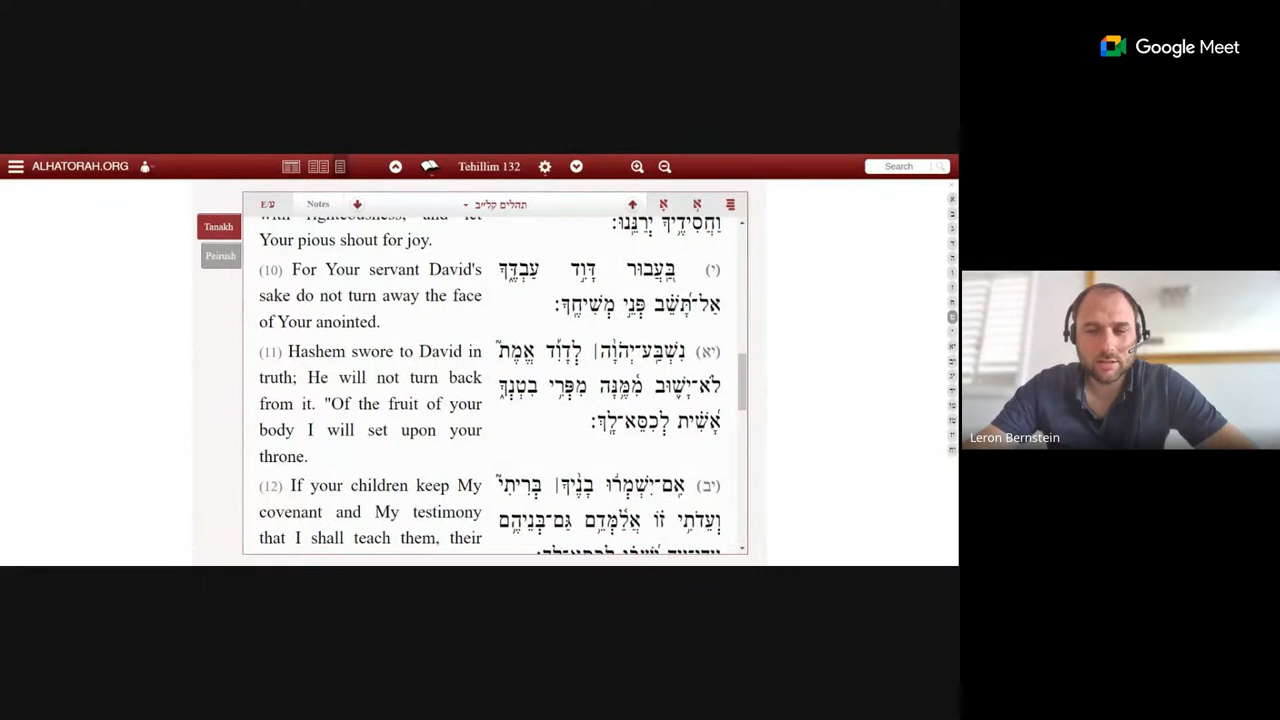 Google Meet
ALHATORAH.ORG
Tehillim 132
Search
ע/E
Notes
תהלים קל״ב
אֶ
אְ
Tanakh
Peirush
with righteousness, and let
Your pious shout for joy.
(10) For Your servant David's
sake do not turn away the face
of Your anointed.
(11) Hashem swore to David in
truth; He will not turn back
from it. "Of the fruit of your
body I will set upon your
throne.
(12) If your children keep My
covenant and My testimony
that I shall teach them, their
וַחֲסִידֶ֥יךָ יְרַנֵּֽנוּ׃
(י) בַּ֭עֲבוּר דָּוִ֣ד עַבְדֶּ֑ךָ
אַל־תָּ֝שֵׁ֗ב פְּנֵ֣י מְשִׁיחֶֽךָ׃
(יא) נִשְׁבַּֽע־יְהֹוָ֨ה׀ לְדָוִ֡ד אֱמֶת֮
לֹא־יָשׁ֢וּב מִ֫מֶּ֥נָּה מִפְּרִ֥י בִטְנְךָ֑
אָ֝שִׁ֗ית לְכִסֵּא־לָֽךְ׃
(יב) אִֽם־יִשְׁמְר֬וּ בָנֶ֨יךָ׀ בְּרִיתִי֮
וְעֵדֹתִ֥י ז֗וֹ אֲלַ֫מְּדֵ֥ם גַּם־בְּנֵיהֶ֥ם
Leron Bernstein